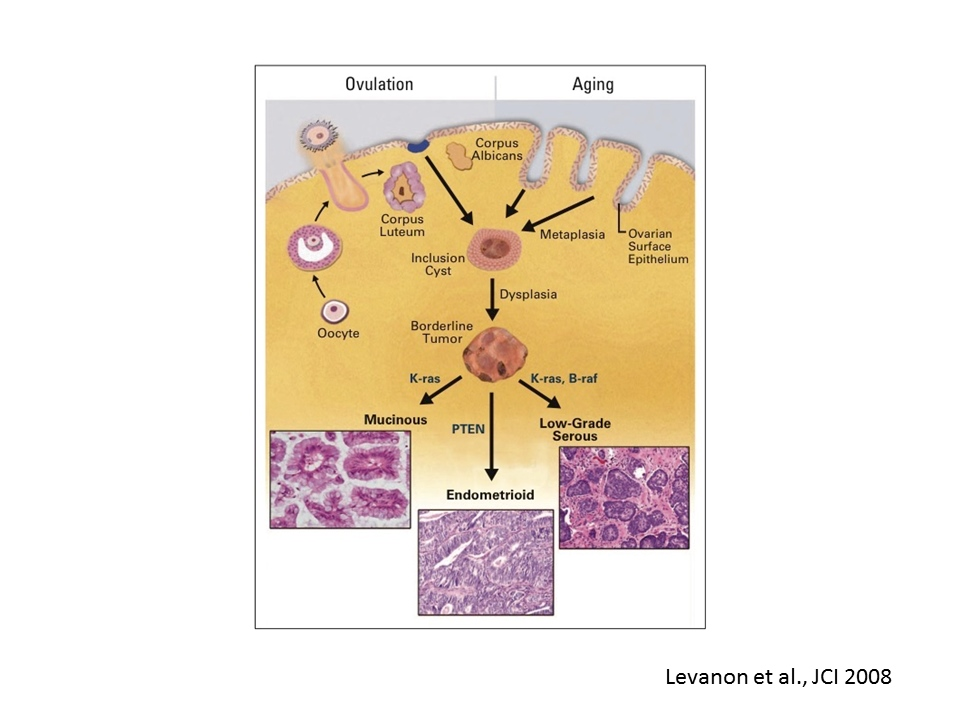 Ovulation
Aging
Corpus
Albicans
Corpus
Luteum
Metaplasia
Ovarian
Surface
Epithelium
Inclusion
Cyst
Dysplasia
Oocyte
Borderline
Tumor
K-ras
K-ras, B-raf
Mucinous
PTEN
Low-Grade
Serous
Endometrioid
Levanon et al., JCI 2008